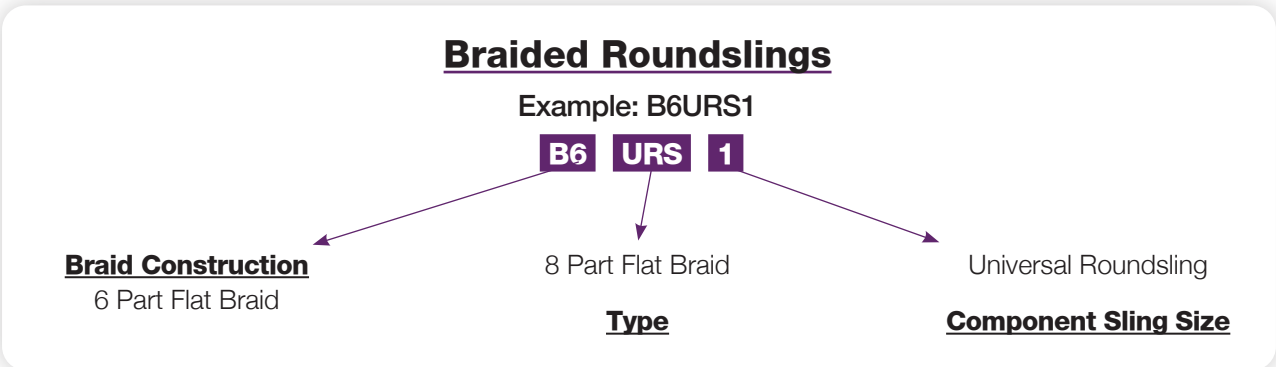 Braided Roundslings
Example: B6URS1
B6 URS 1
Braid Construction
6 Part Flat Braid
8 Part Flat Braid
Type
Universal Roundsling
Component Sling Size